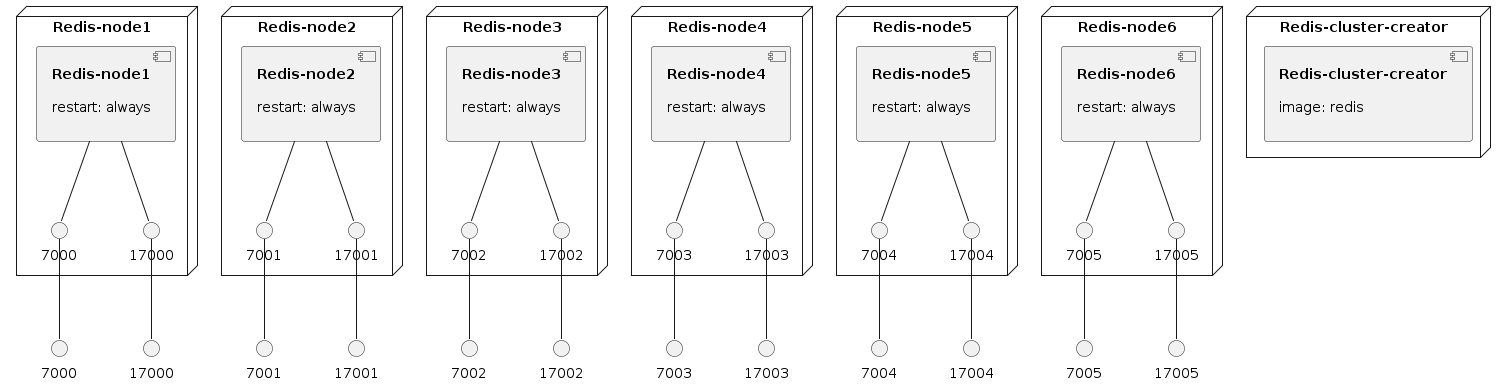 Redis-node1
Redis-node1
restart: always
7000
17000
7000
17000
Redis-node2
Redis-node2
restart: always
7001
17001
7001
17001
Redis-node3
Redis-node3
restart: always
7002
17002
7002
17002
Redis-node4
Redis-node4
restart: always
7003
17003
7003
17003
Redis-node5
Redis-node5
restart: always
7004
17004
7004
17004
Redis-node6
Redis-node6
restart: always
7005
17005
7005
17005
Redis-cluster-creator
Redis-cluster-creator
image: redis